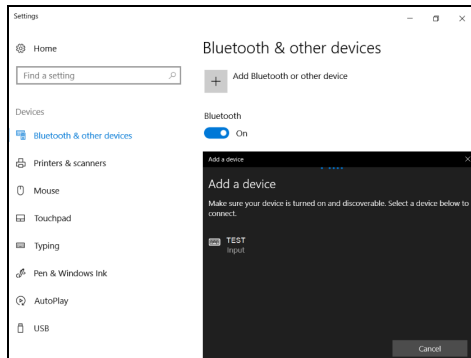 Settings
Home
Find a setting
Devices
Bluetooth & other devices
Printers & scanners
Mouse
Touchpad
Typing
Pen & Windows Ink
AutoPlay
USB
Bluetooth & other devices
Add Bluetooth or other device
Bluetooth
On
Add a device
Add a device
Make sure your device is turned on and discoverable. Select a device below to
connect.
TEST
Input
Cancel